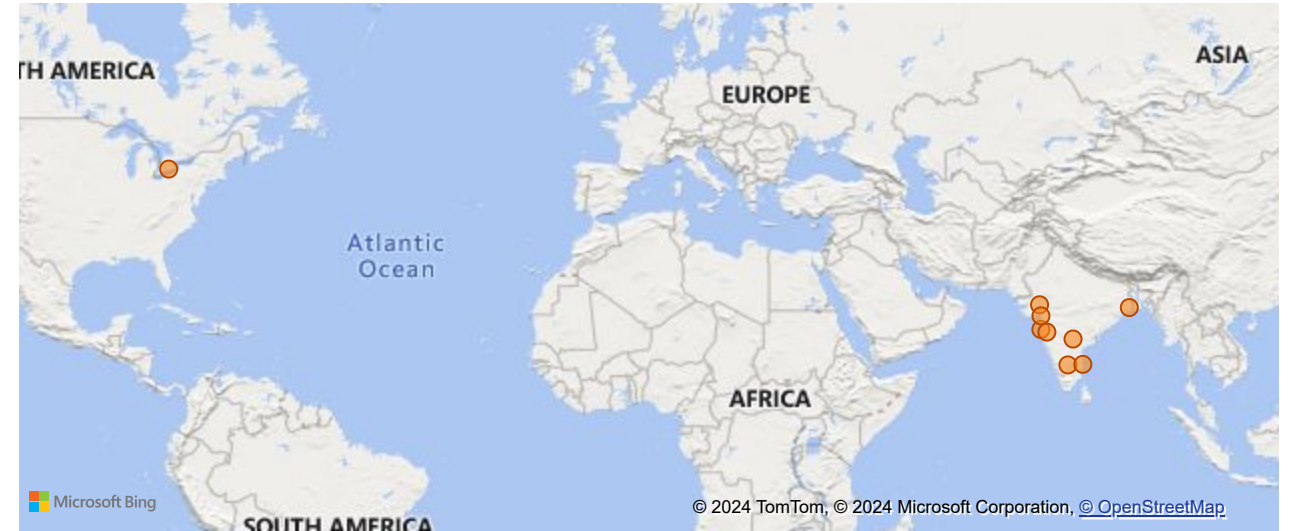 ASIA
TH AMERICA
EUROPE
Atlantic
Ocean
AFRICA
Microsoft Bing
© 2024 TomTom, © 2024 Microsoft Corporation, © OpenStreetMap
SOUTH AMERICA